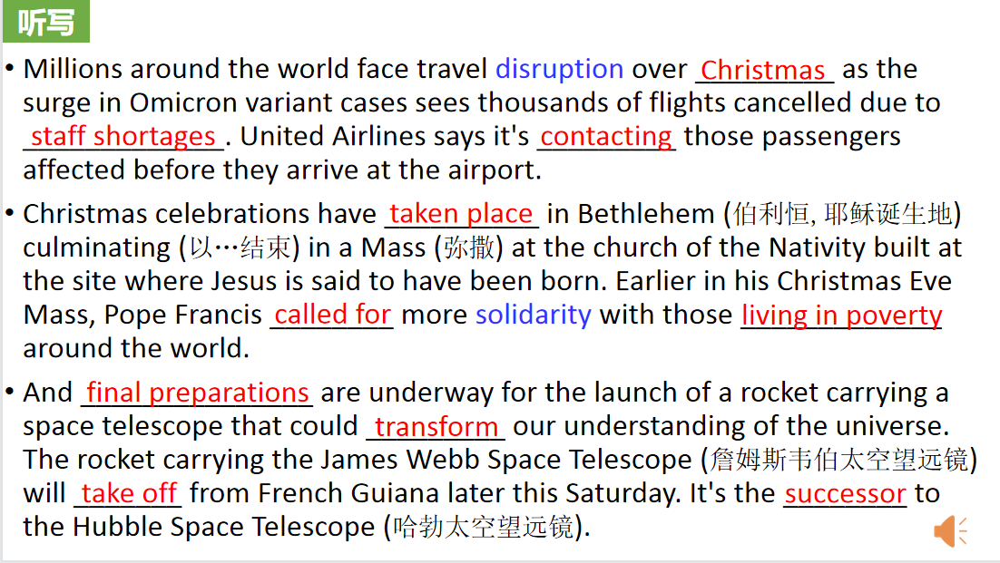 听写
• Millions around the world face travel disruption over Christmas as the
surge in Omicron variant cases sees thousands of flights cancelled due to
staff shortages. United Airlines says it's contacting those passengers
affected before they arrive at the airport.
• Christmas celebrations have taken place in Bethlehem (伯利恒, 耶稣诞生地)
culminating (以…结束) in a Mass (弥撒) at the church of the Nativity built at
the site where Jesus is said to have been born. Earlier in his Christmas Eve
Mass, Pope Francis called for more solidarity with those living in poverty
around the world.
• And final preparations are underway for the launch of a rocket carrying a
space telescope that could transform our understanding of the universe.
The rocket carrying the James Webb Space Telescope (詹姆斯韦伯太空望远镜)
will take off from French Guiana later this Saturday. It's the successor to
the Hubble Space Telescope (哈勃太空望远镜).